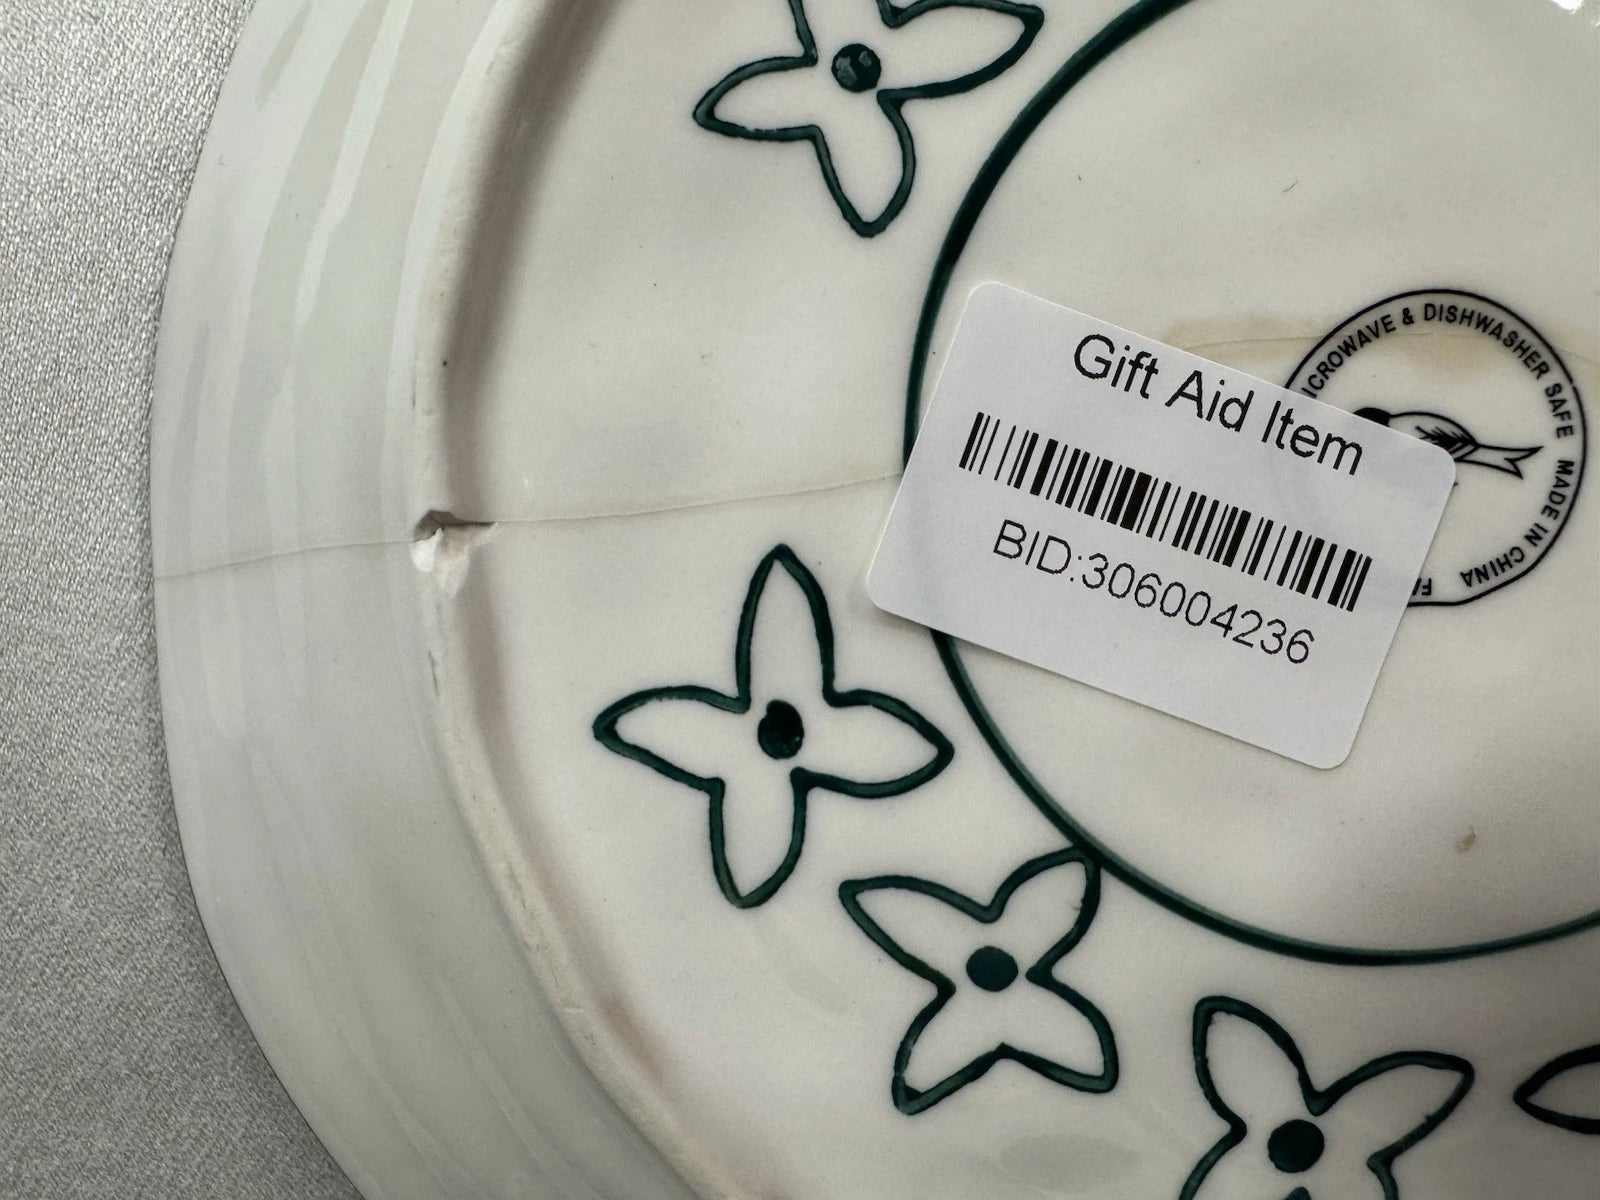 Gift Aid Item
BID:306004236
MICROWAVE & DISHWASHER SAFE MADE IN CHINA